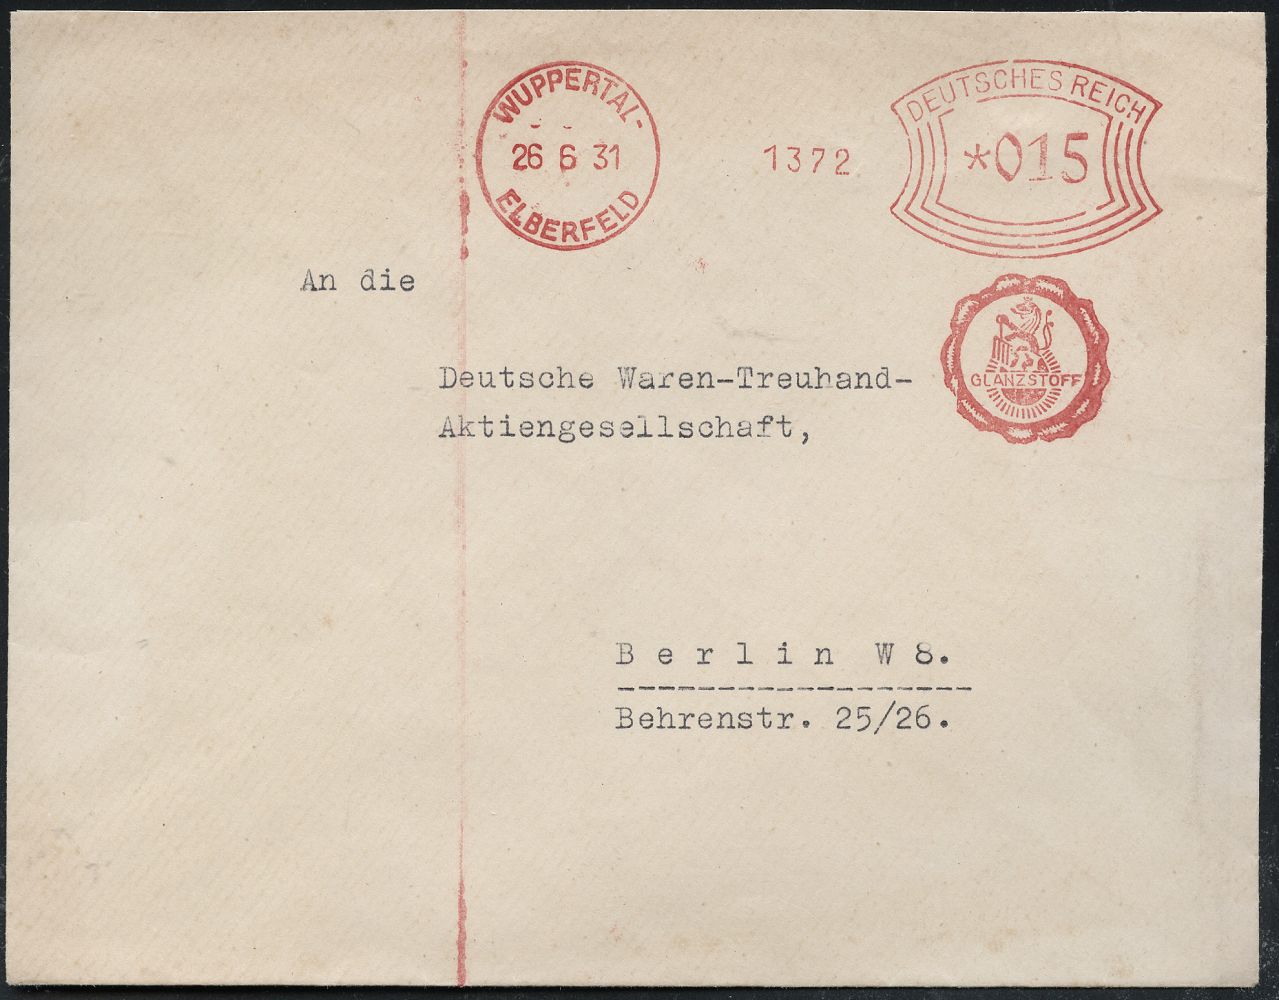 WUPPERTAL-
26 6 31
ELBERFELD
1372
DEUTSCHES REICH
*015
GLANZSTOFF
An die
Deutsche Waren-Treuhand-
Aktiengesellschaft,
Berlin W 8.
Behrenstr. 25/26.